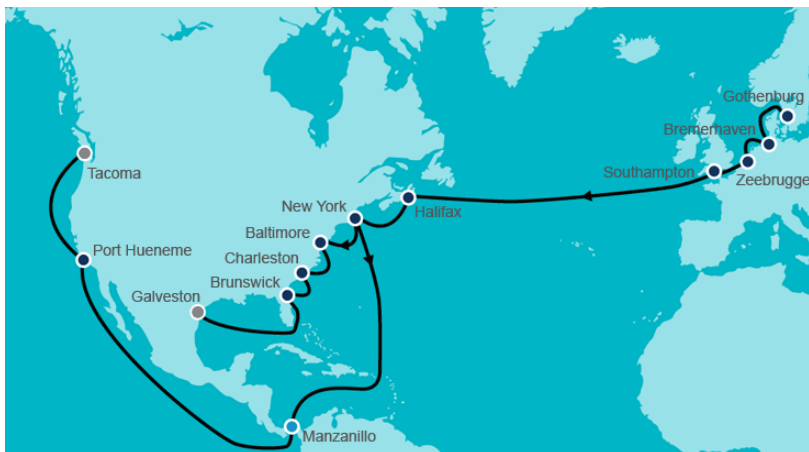 Gothenburg
Bremerhaven
Southampton
Zeebrugge
Tacoma
New York
Halifax
Baltimore
Port Hueneme
Charleston
Brunswick
Galveston
Manzanillo